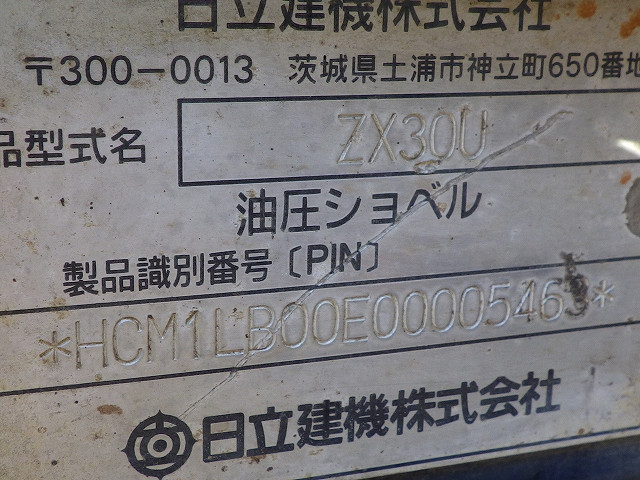 日立建機株式会社
〒300-0013 茨城県土浦市神立町650番地
品型式名 ZX30U
油圧ショベル
製品識別番号〔PIN〕
*HCM1LB00E00005463*
日立建機株式会社